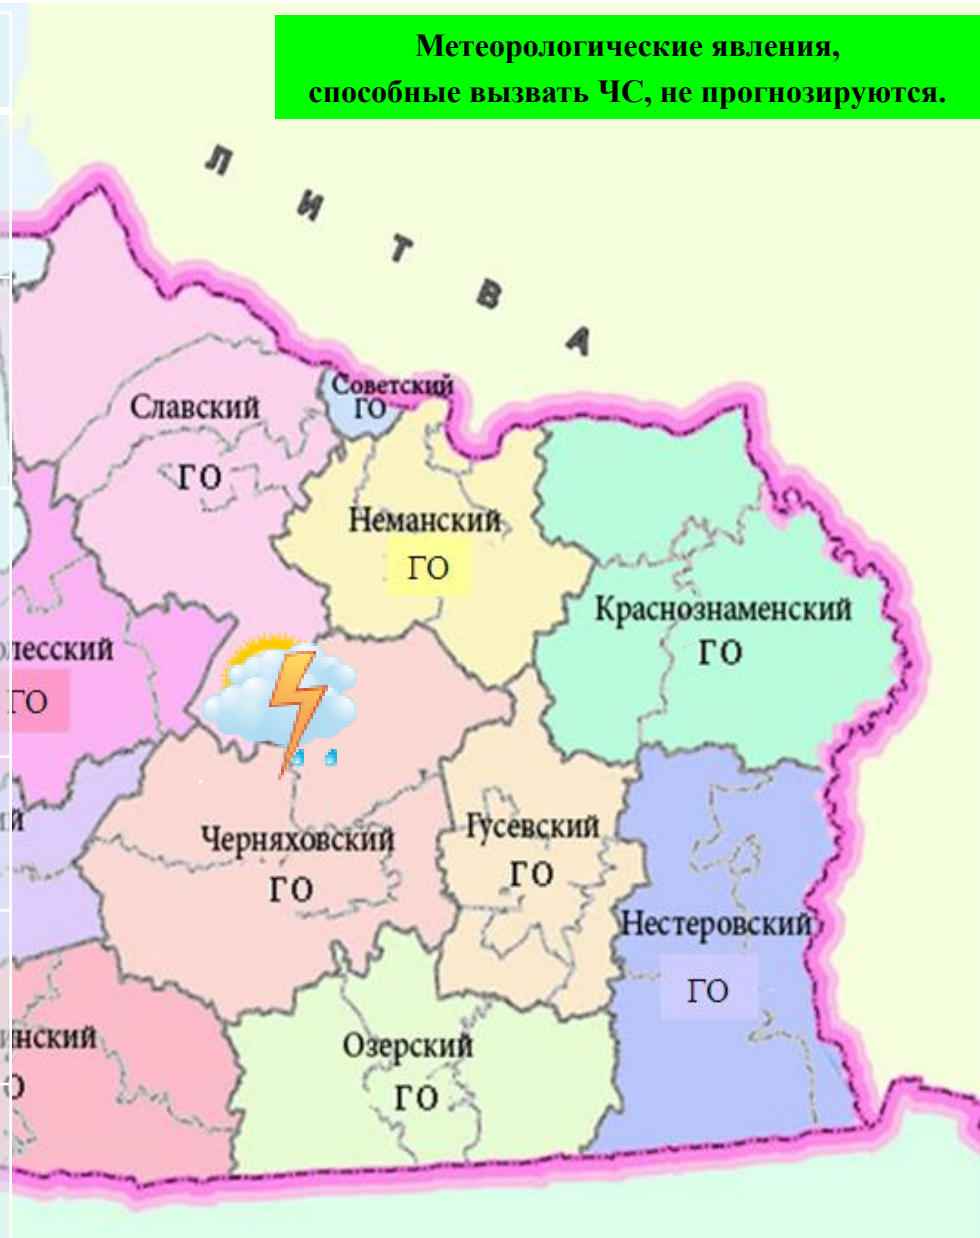 Метеорологические явления,
способные вызвать ЧС, не прогнозируются.
ЛИТВА
Советский
ГО
Славский
ГО
Неманский
ГО
Краснознаменский
ГО
лесский
ГО
Черняховский
ГО
Гусевский
ГО
Нестеровский
ГО
Озерский
ГО
нский